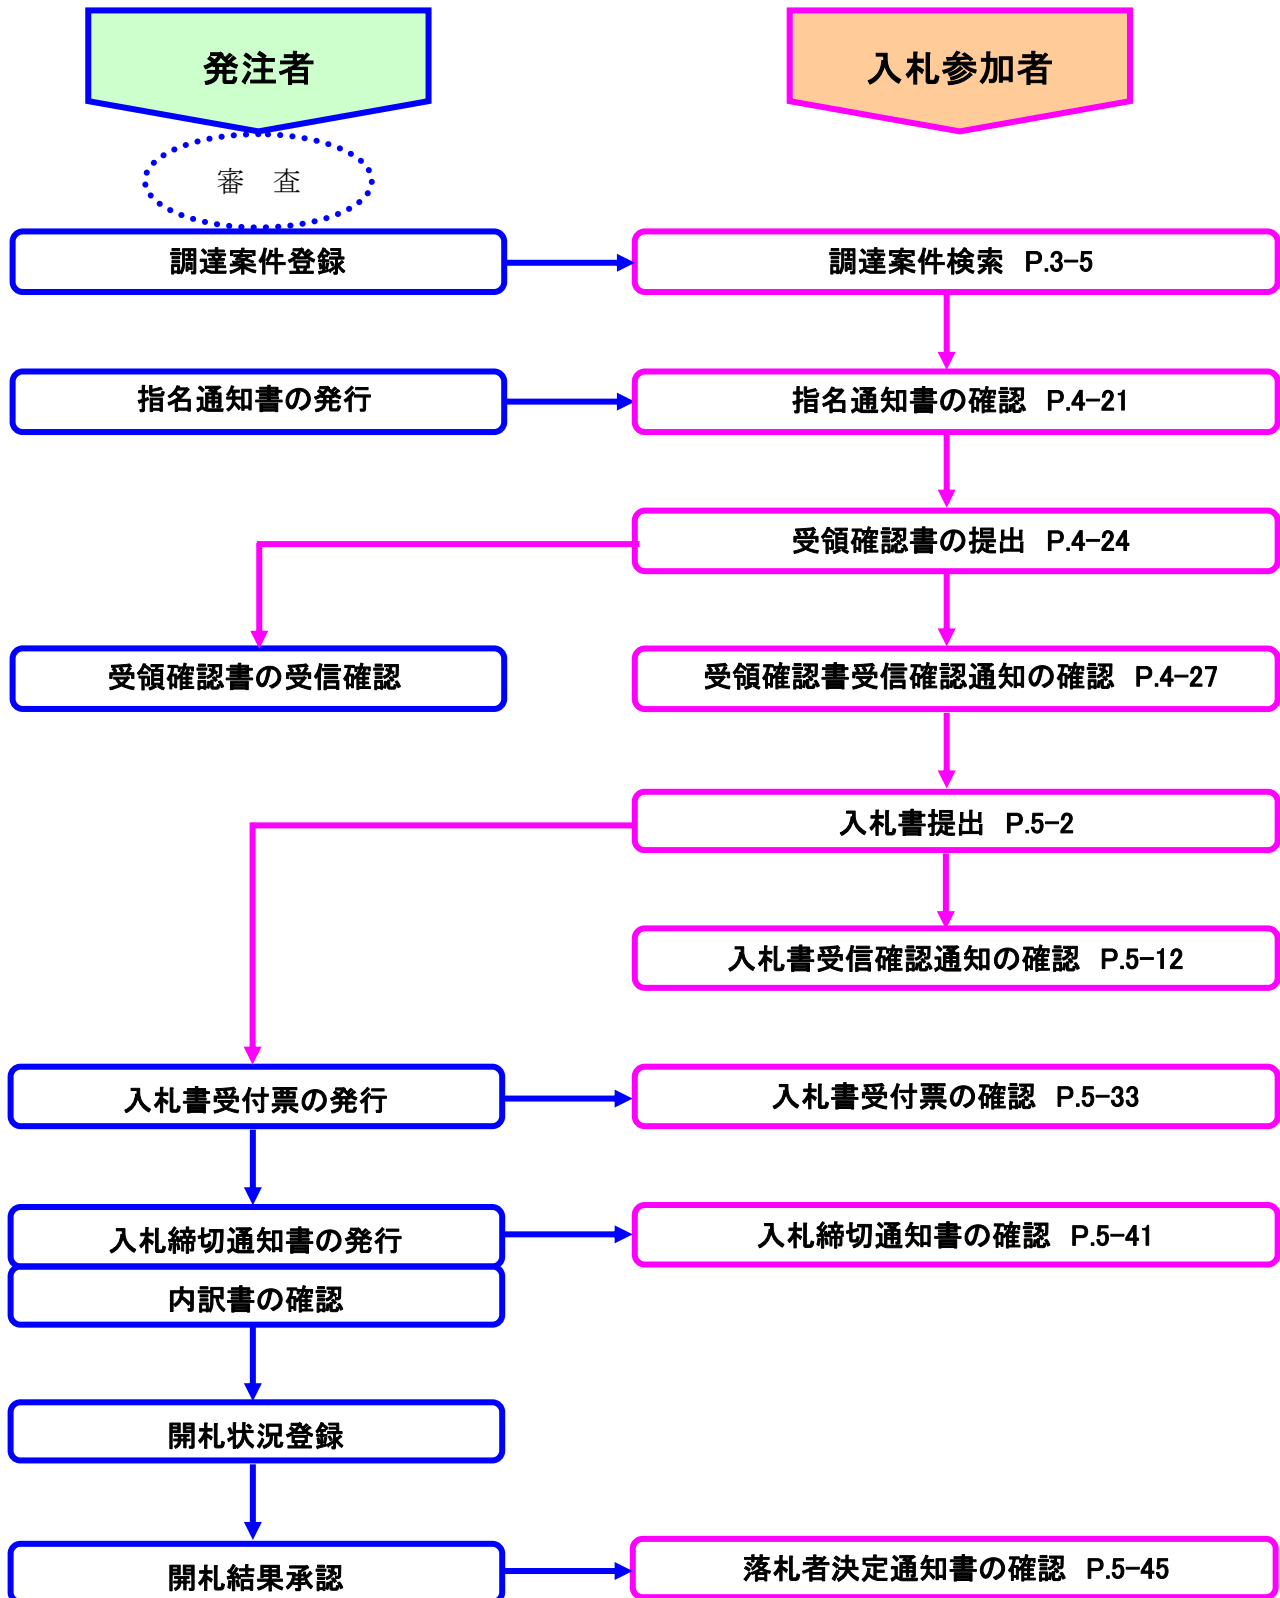 発注者
入札参加者
審　査
調達案件登録
調達案件検索　P.3-5
指名通知書の発行
指名通知書の確認　P.4-21
受領確認書の提出　P.4-24
受領確認書の受信確認
受領確認書受信確認通知の確認　P.4-27
入札書提出　P.5-2
入札書受信確認通知の確認　P.5-12
入札書受付票の発行
入札書受付票の確認　P.5-33
入札締切通知書の発行
入札締切通知書の確認　P.5-41
内訳書の確認
開札状況登録
開札結果承認
落札者決定通知書の確認　P.5-45